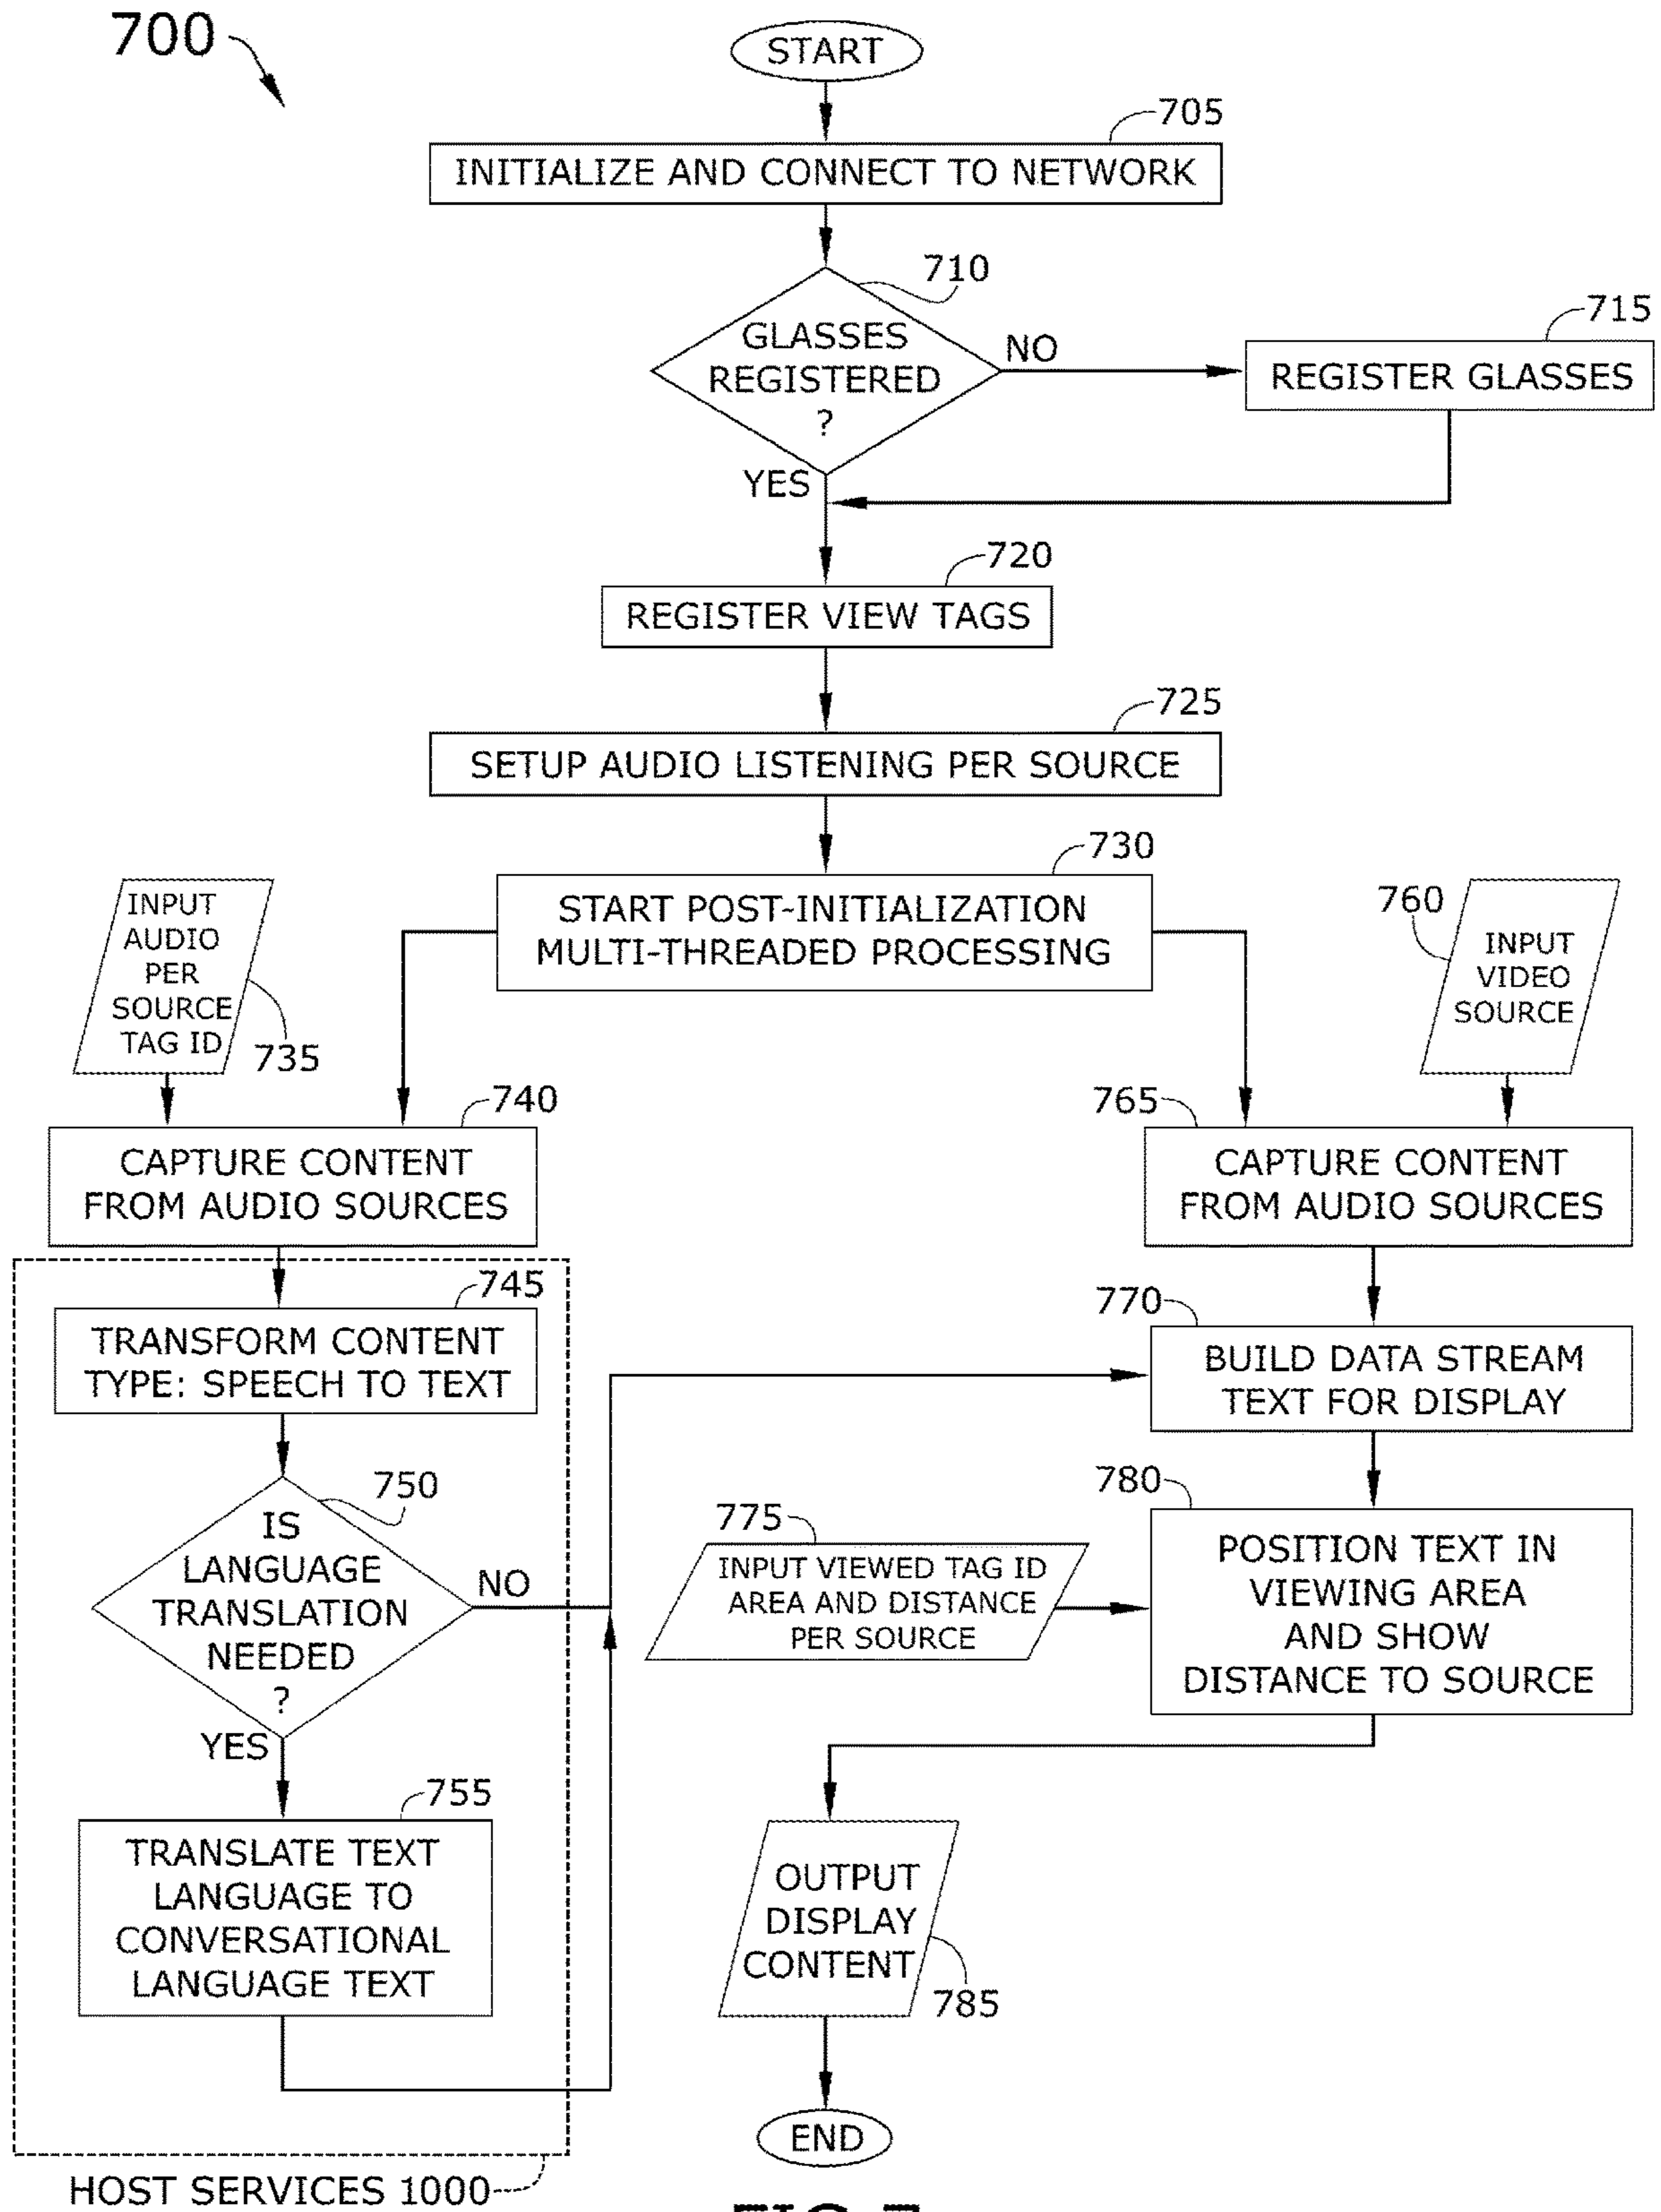 700
START
705
INITIALIZE AND CONNECT TO NETWORK
710
GLASSES
REGISTERED
?
NO
715
REGISTER GLASSES
YES
720
REGISTER VIEW TAGS
725
SETUP AUDIO LISTENING PER SOURCE
730
START POST-INITIALIZATION
MULTI-THREADED PROCESSING
INPUT
AUDIO
PER
SOURCE
TAG ID
735
760
INPUT
VIDEO
SOURCE
740
CAPTURE CONTENT
FROM AUDIO SOURCES
765
CAPTURE CONTENT
FROM AUDIO SOURCES
745
TRANSFORM CONTENT
TYPE: SPEECH TO TEXT
770
BUILD DATA STREAM
TEXT FOR DISPLAY
750
IS
LANGUAGE
TRANSLATION
NEEDED
?
NO
YES
775
INPUT VIEWED TAG ID
AREA AND DISTANCE
PER SOURCE
780
POSITION TEXT IN
VIEWING AREA
AND SHOW
DISTANCE TO SOURCE
755
TRANSLATE TEXT
LANGUAGE TO
CONVERSATIONAL
LANGUAGE TEXT
OUTPUT
DISPLAY
CONTENT
785
END
HOST SERVICES 1000